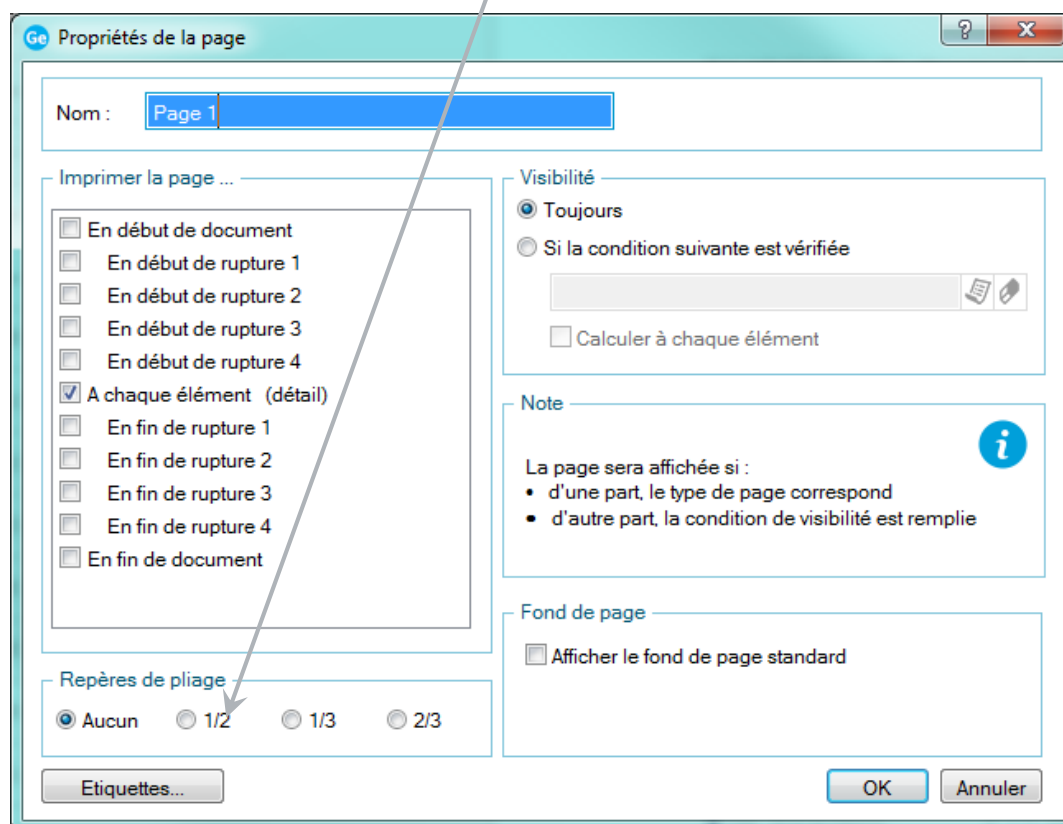 Ge Propriétés de la page
? X
Nom : Page 1
Imprimer la page ...
En début de document
En début de rupture 1
En début de rupture 2
En début de rupture 3
En début de rupture 4
A chaque élément (détail)
En fin de rupture 1
En fin de rupture 2
En fin de rupture 3
En fin de rupture 4
En fin de document
Repères de pliage
Aucun 1/2 1/3 2/3
Visibilité
Toujours
Si la condition suivante est vérifiée
Calculer à chaque élément
Note
i
La page sera affichée si :
• d'une part, le type de page correspond
• d'autre part, la condition de visibilité est remplie
Fond de page
Afficher le fond de page standard
Etiquettes... OK Annuler